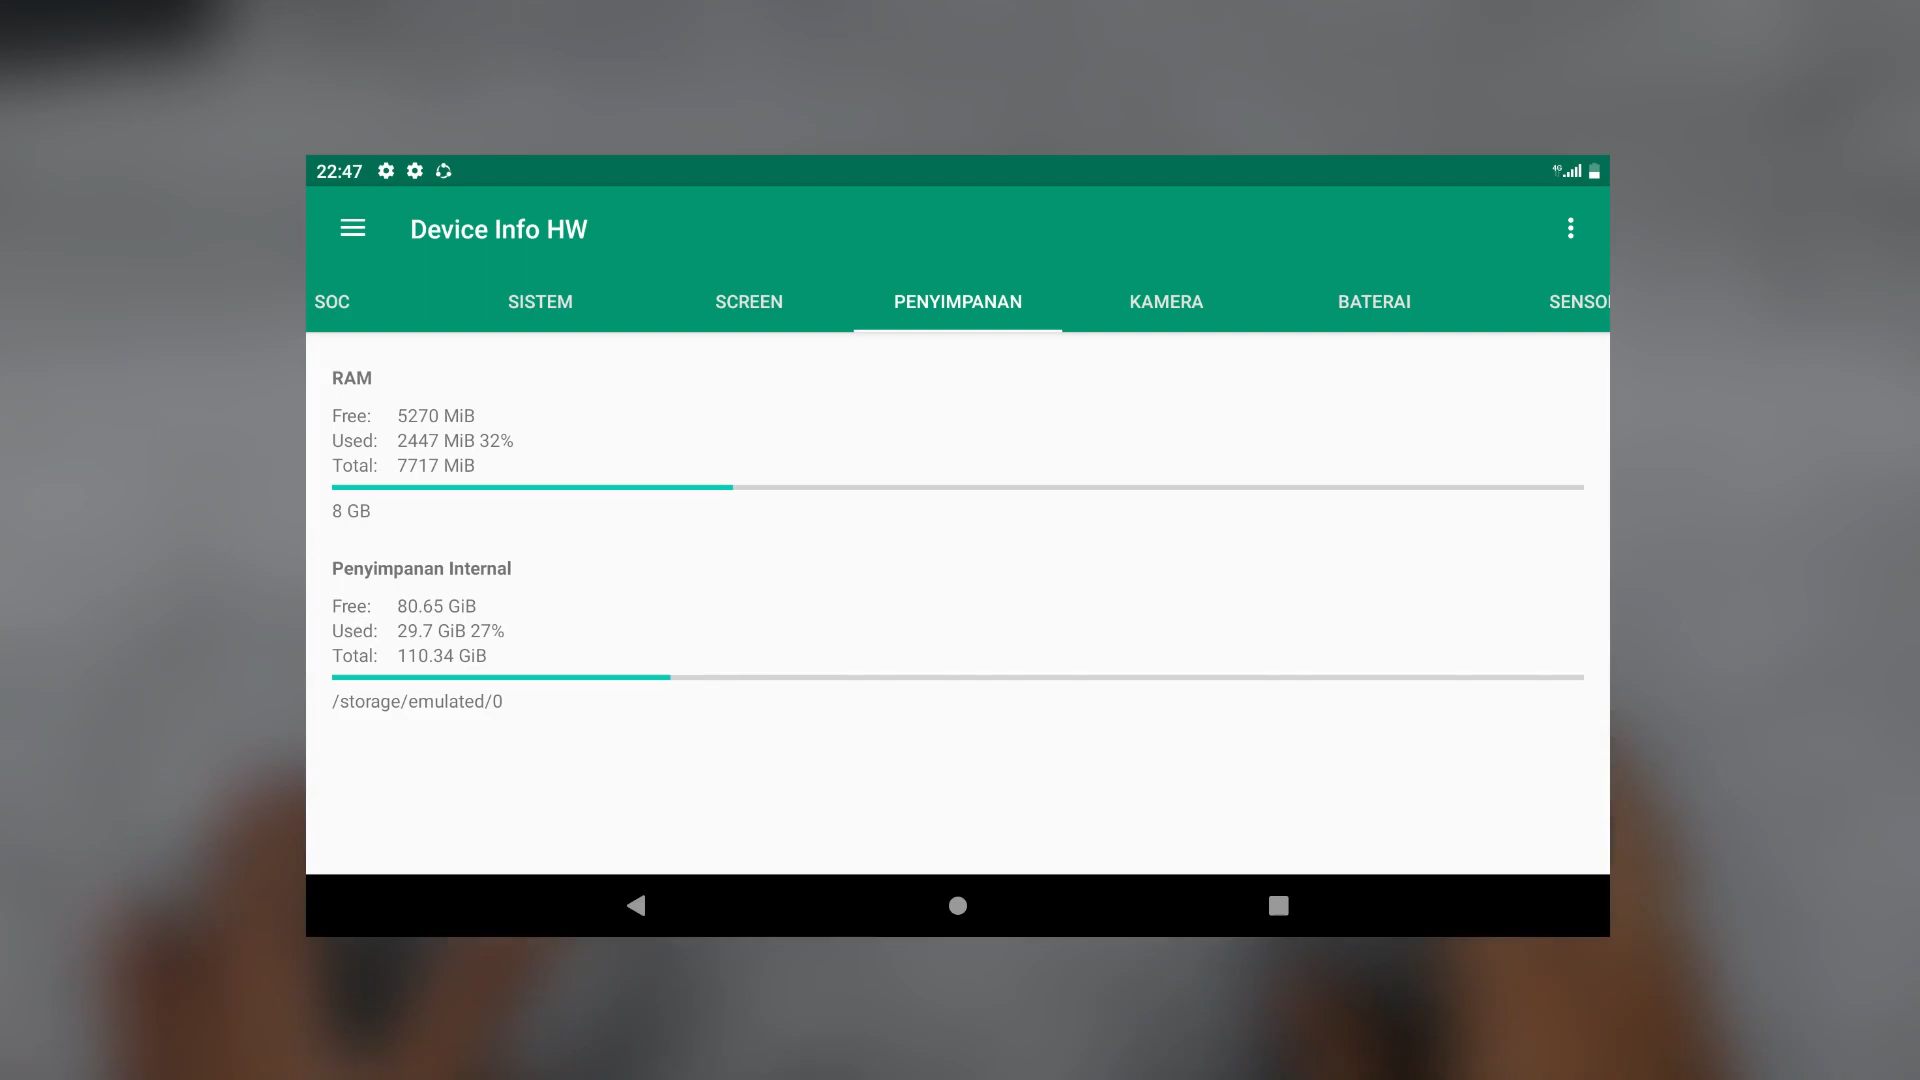 22:47
4G
Device Info HW
SOC SISTEM SCREEN PENYIMPANAN KAMERA BATERAI SENSO
RAM
Free: 5270 MiB
Used: 2447 MiB 32%
Total: 7717 MiB
8 GB
Penyimpanan Internal
Free: 80.65 GiB
Used: 29.7 GiB 27%
Total: 110.34 GiB
/storage/emulated/0